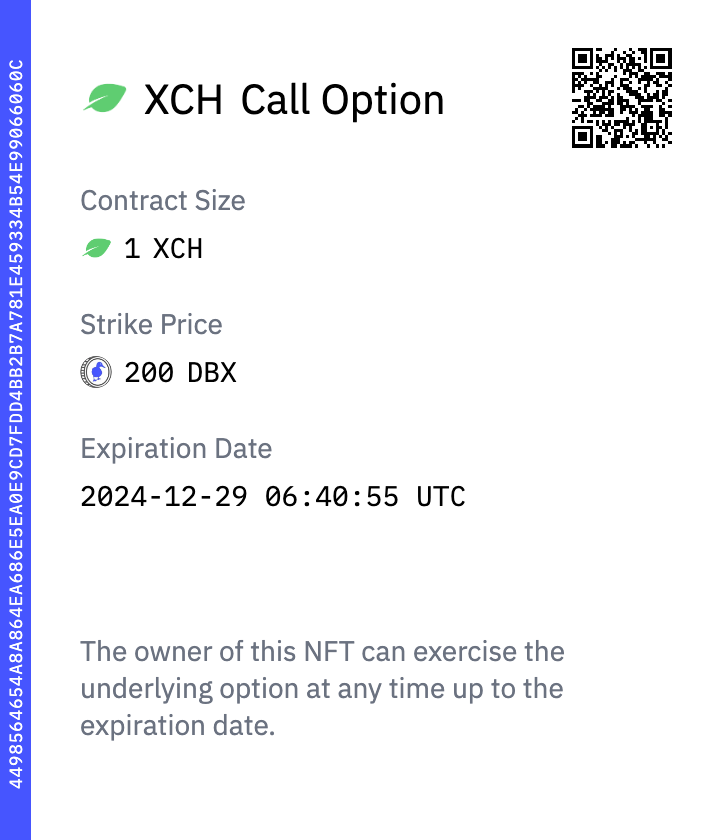 XCH Call Option
Contract Size
1 XCH
Strike Price
200 DBX
Expiration Date
2024-12-29 06:40:55 UTC
The owner of this NFT can exercise the
underlying option at any time up to the
expiration date.
4498564654A8A864EA686E5EA0E9CD7FDD4BB2B7A781E459334B54E99066060C